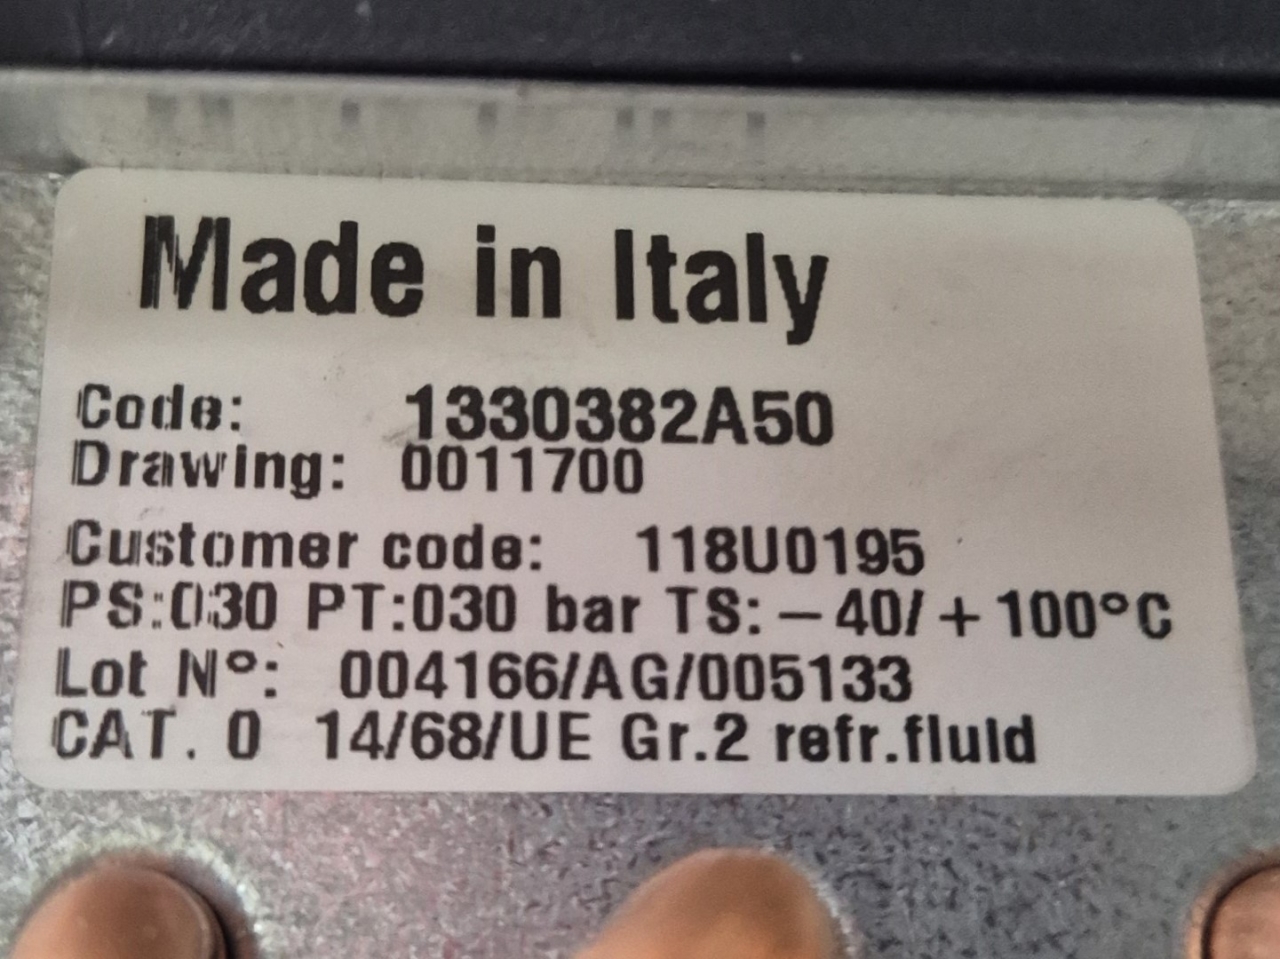 Made in Italy
Code: 1330382A50
Drawing: 0011700
Customer code: 118U0195
PS:030 PT:030 bar TS: -40/+100°C
Lot N°: 004166/AG/005133
CAT. 0 14/68/UE Gr.2 refr.fluid